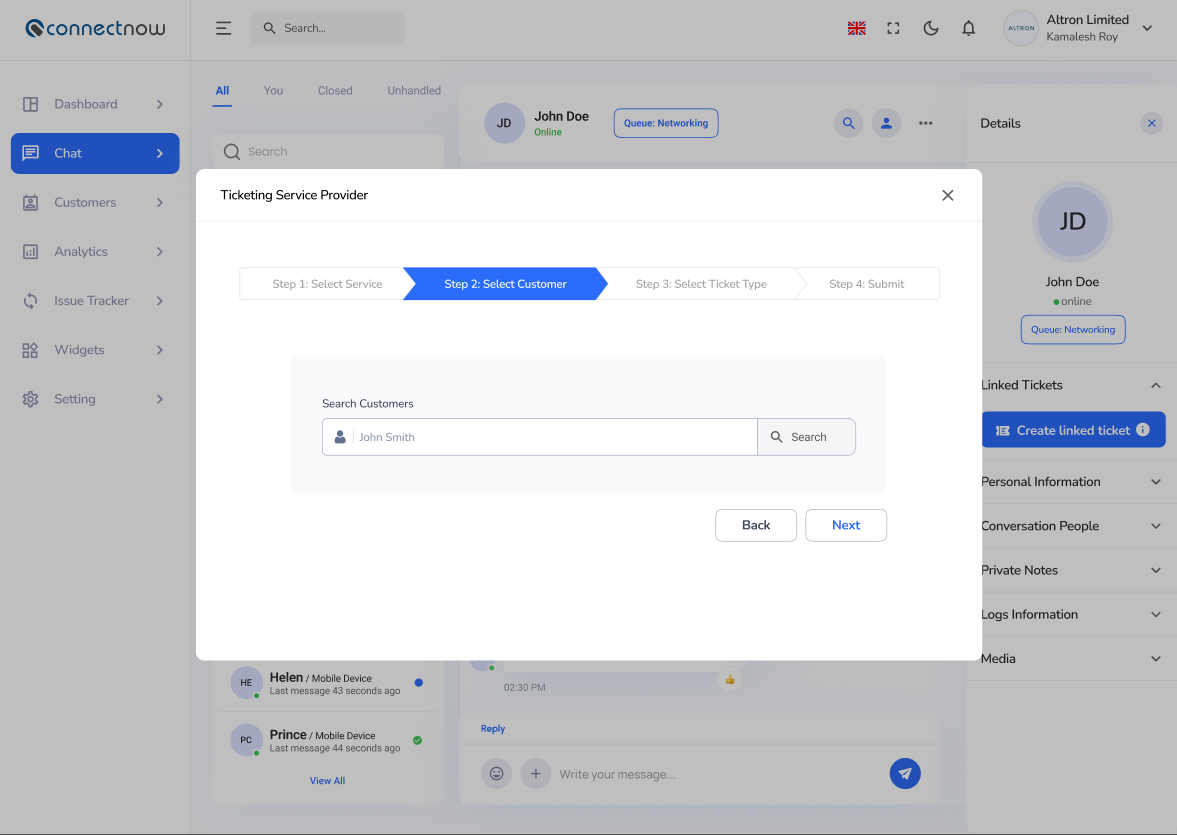 connectnow
Search...
ALTRON
Altron Limited
Kamalesh Roy
Dashboard
Chat
Customers
Analytics
Issue Tracker
Widgets
Setting
All
You
Closed
Unhandled
Search
JD
John Doe
Online
Queue: Networking
Details
Ticketing Service Provider
Step 1: Select Service
Step 2: Select Customer
Step 3: Select Ticket Type
Step 4: Submit
Search Customers
John Smith
Search
Back
Next
JD
John Doe
online
Queue: Networking
Linked Tickets
Create linked ticket
Personal Information
Conversation People
Private Notes
Logs Information
Media
HE
Helen / Mobile Device
Last message 43 seconds ago
PC
Prince / Mobile Device
Last message 44 seconds ago
View All
02:30 PM
Reply
Write your message...